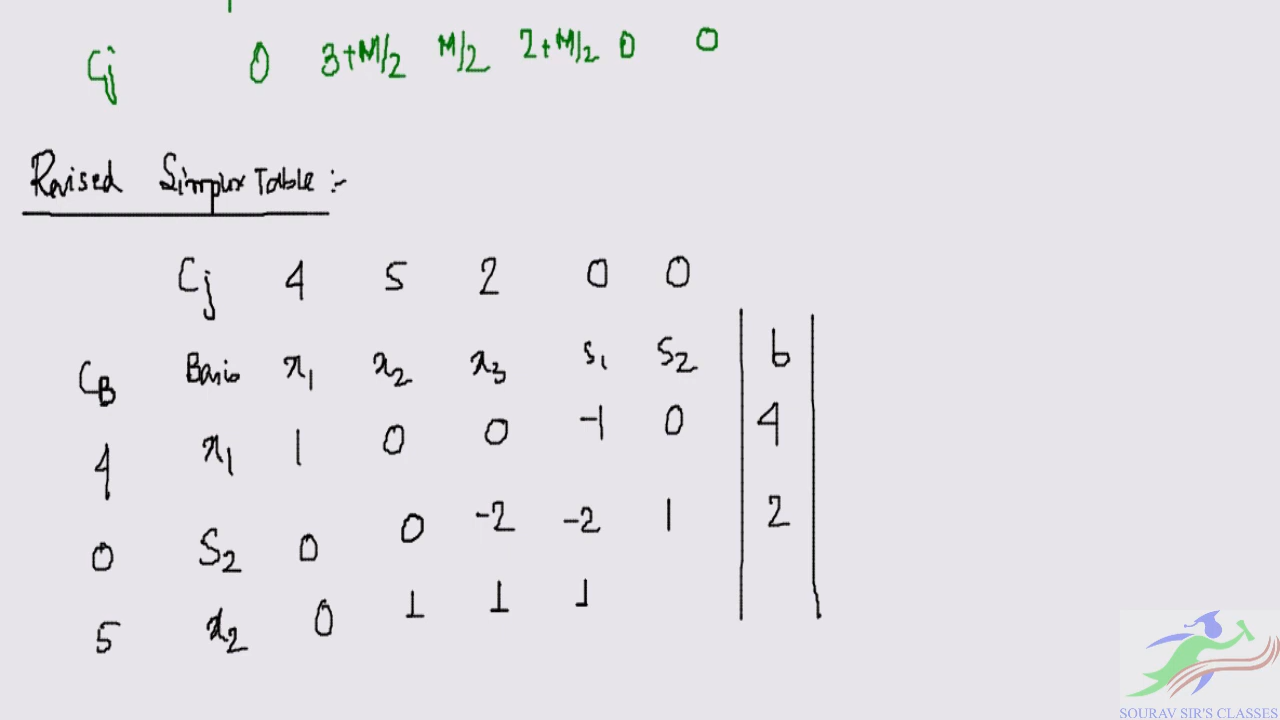 Cj 0 3+M/2 M/2 2+M/2 0 0
Revised Simplex Table :-
Cj 4 5 2 0 0
CB Basis x1 x2 x3 s1 S2 b
4 x1 1 0 0 -1 0 4
0 S2 0 0 -2 -2 1 2
5 x2 0 1 1 1
SOURAV SIR'S CLASSES